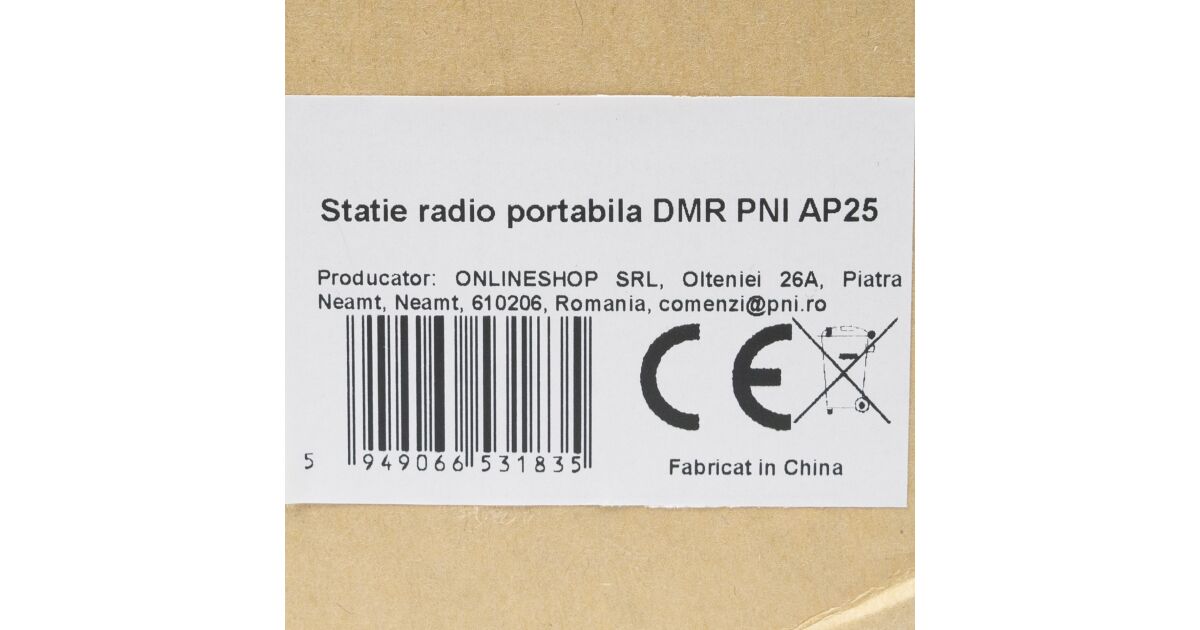 Statie radio portabila DMR PNI AP25
Producator: ONLINESHOP SRL, Olteniei 26A, Piatra
Neamt, Neamt, 610206, Romania, comenzi@pni.ro
CE
5 949066 531835
Fabricat in China